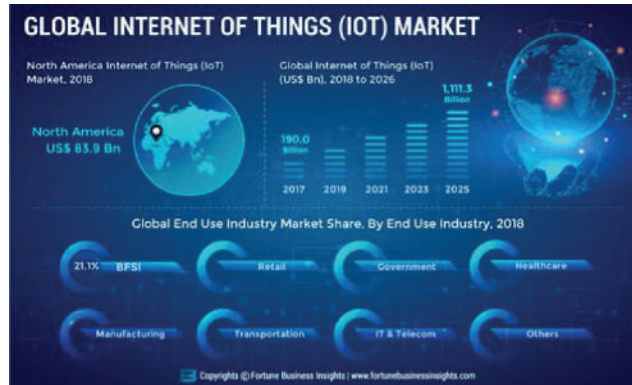 GLOBAL INTERNET OF THINGS (IOT) MARKET
North America Internet of Things (IoT)
Market, 2018
North America
US$ 83.9 Bn
Global Internet of Things (IoT)
(US$ Bn), 2018 to 2026
1,111.3
Billion
190.0
Billion
2017 2019 2021 2023 2025
Global End Use Industry Market Share, By End Use Industry, 2018
21.1% BFSI Retail Government Healthcare
Manufacturing Transportation IT & Telecom Others
Copyrights © Fortune Business Insights | www.fortunebusinessinsights.com